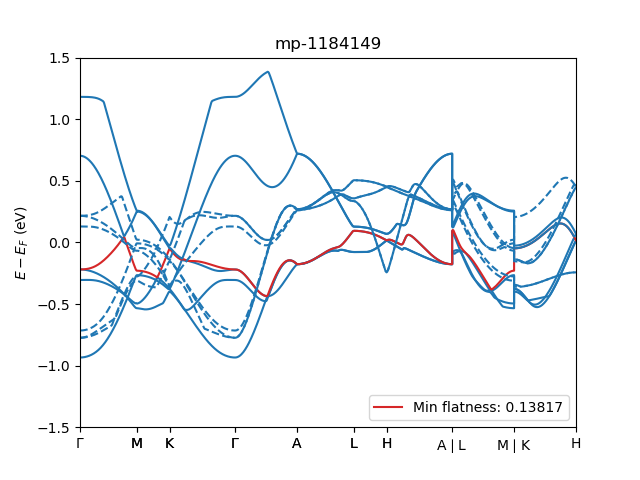 mp-1184149
E − E_F (eV)
1.5
1.0
0.5
0.0
−0.5
−1.0
−1.5
Min flatness: 0.13817
Γ M K Γ A L H A | L M | K H